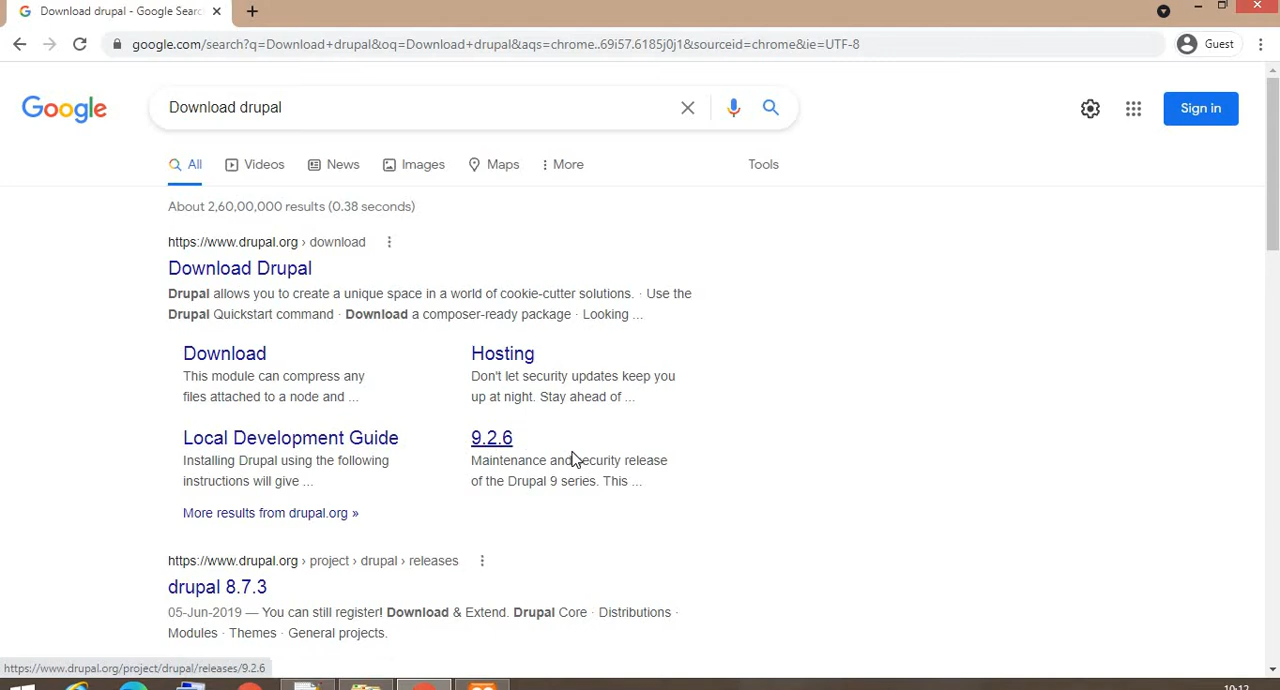 Download drupal - Google Searc
google.com/search?q=Download+drupal&oq=Download+drupal&aqs=chrome..69i57.6185j0j1&sourceid=chrome&ie=UTF-8
Guest
Google
Download drupal
Sign in
All
Videos
News
Images
Maps
More
Tools
About 2,60,00,000 results (0.38 seconds)
https://www.drupal.org › download
Download Drupal
Drupal allows you to create a unique space in a world of cookie-cutter solutions. · Use the
Drupal Quickstart command · Download a composer-ready package · Looking ...
Download
This module can compress any
files attached to a node and ...
Hosting
Don't let security updates keep you
up at night. Stay ahead of ...
Local Development Guide
Installing Drupal using the following
instructions will give ...
9.2.6
Maintenance and security release
of the Drupal 9 series. This ...
More results from drupal.org »
https://www.drupal.org › project › drupal › releases
drupal 8.7.3
05-Jun-2019 — You can still register! Download & Extend. Drupal Core · Distributions ·
Modules · Themes · General projects.
https://www.drupal.org/project/drupal/releases/9.2.6
10:12